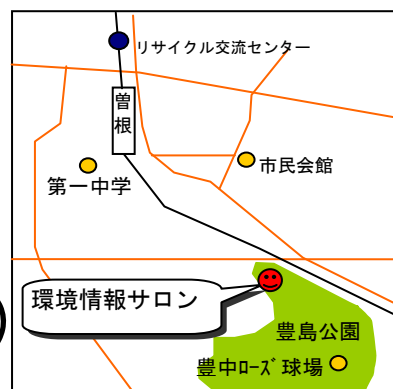 リサイクル交流センター
曽根
市民会館
第一中学
環境情報サロン
豊島公園
豊中ﾛｰｽﾞ球場